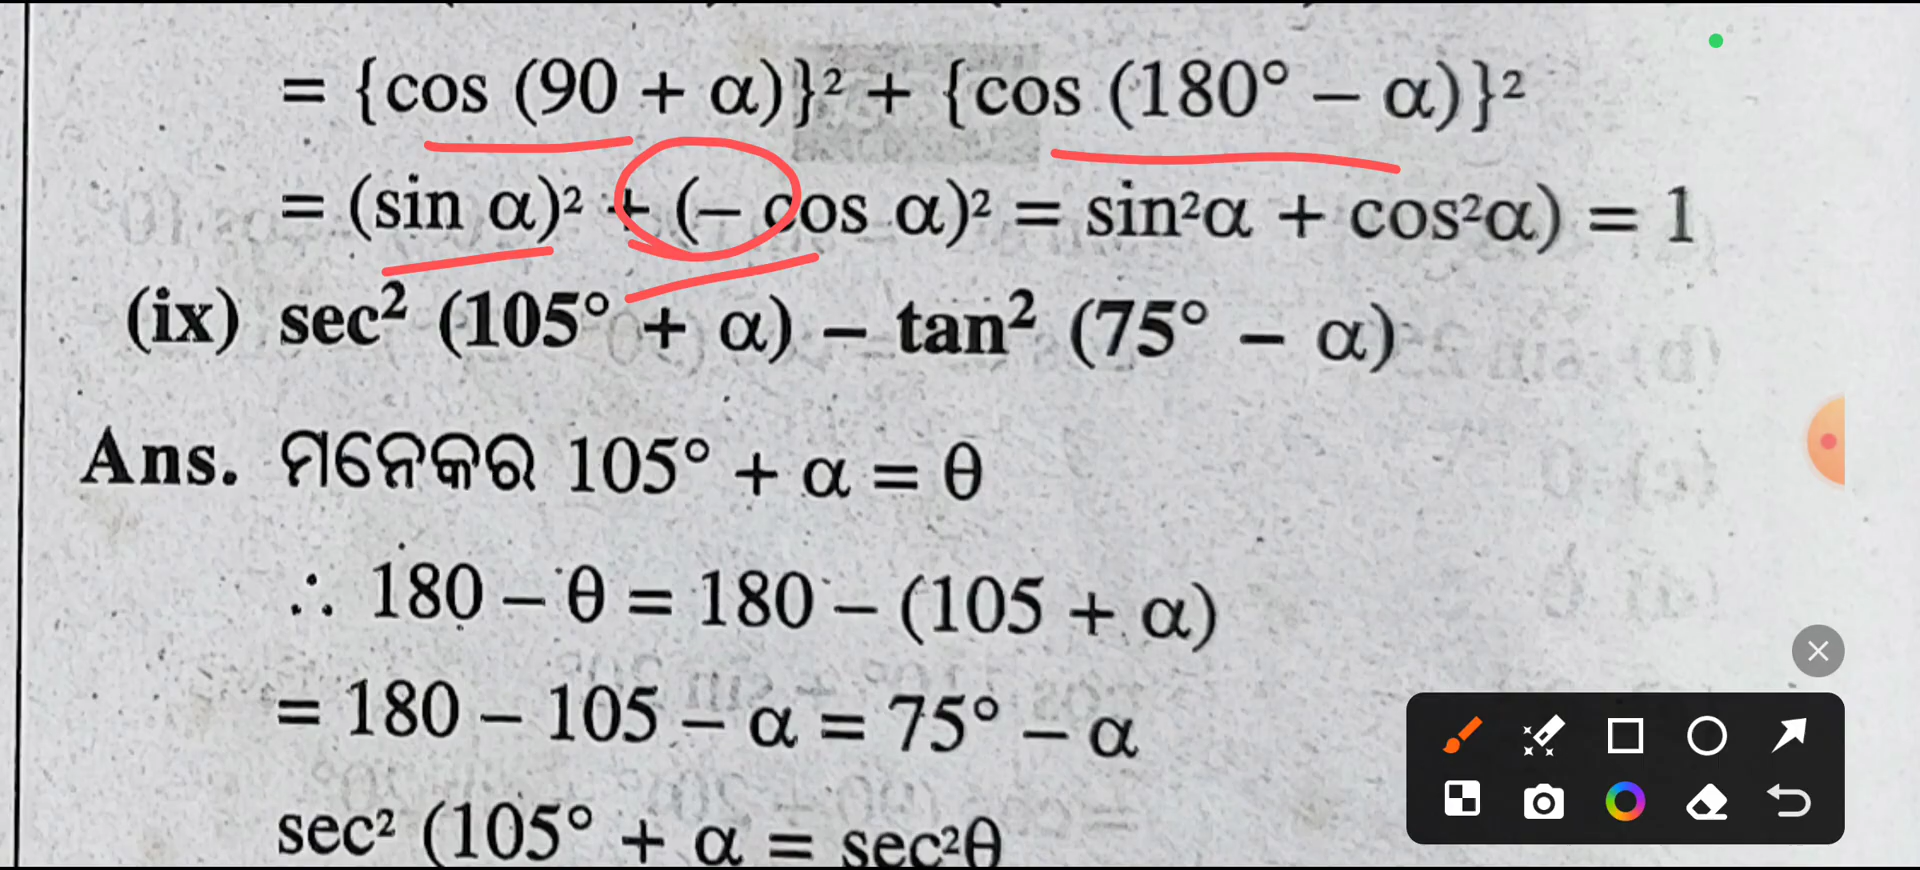 = {cos (90 + α)}² + {cos (180° – α)}²
= (sin α)² + (– cos α)² = sin²α + cos²α) = 1
(ix) sec² (105° + α) – tan² (75° – α)
Ans. ମନେକର 105° + α = θ
∴ 180 – θ = 180 – (105 + α)
= 180 – 105 – α = 75° – α
sec² (105° + α = sec²θ